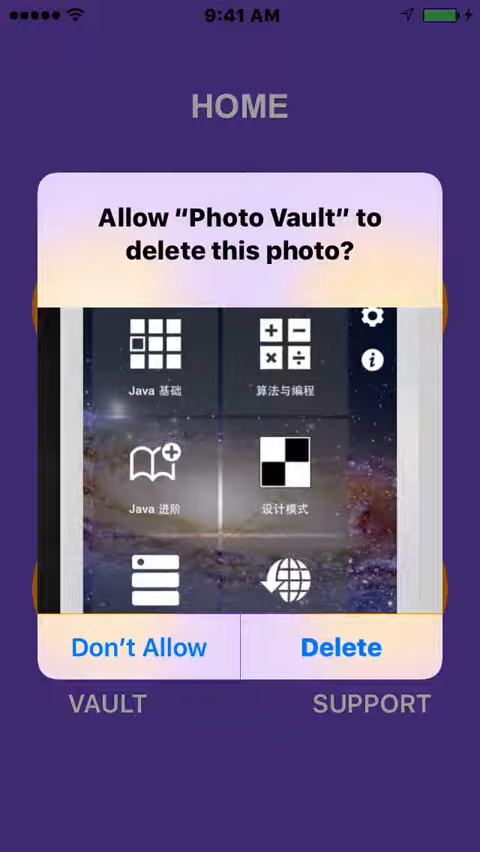 9:41 AM
HOME
Allow “Photo Vault” to
delete this photo?
Java 基础
算法与编程
Java 进阶
设计模式
Don’t Allow
Delete
VAULT
SUPPORT